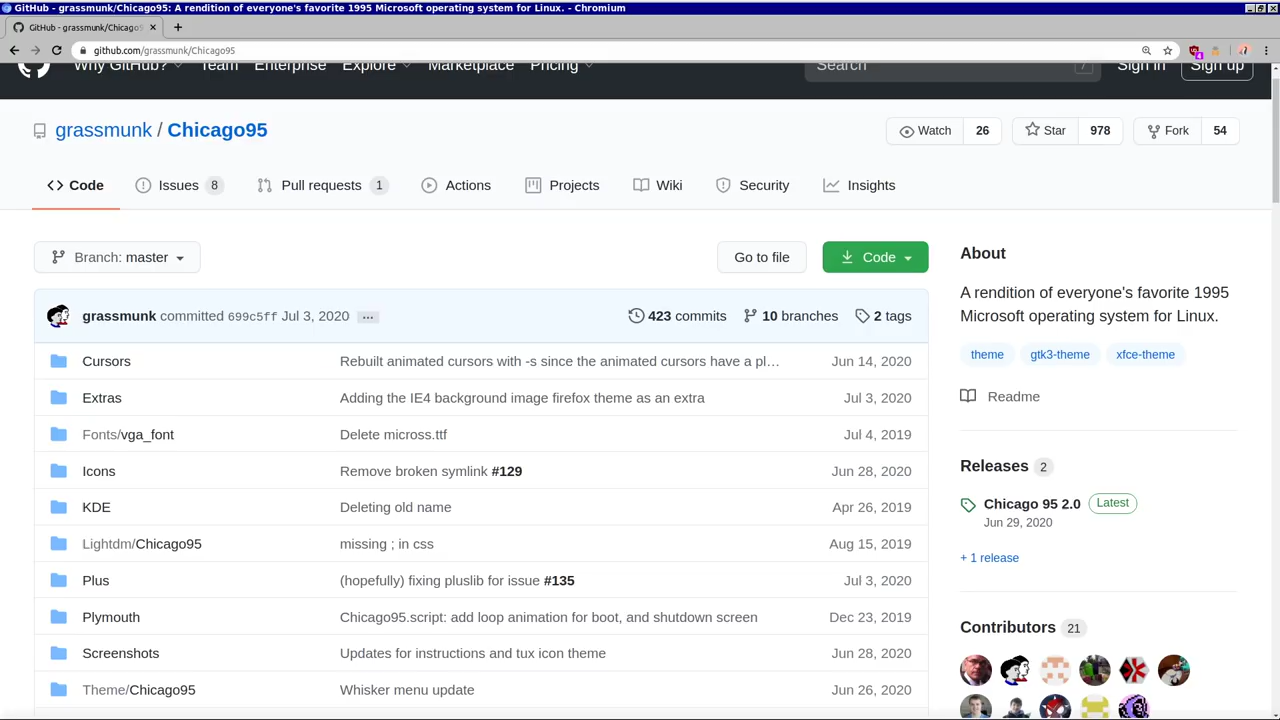 GitHub - grassmunk/Chicago95: A rendition of everyone's favorite 1995 Microsoft operating system for Linux. - Chromium
GitHub - grassmunk/Chicago9
github.com/grassmunk/Chicago95
Why GitHub? Team Enterprise Explore Marketplace Pricing Search / Sign in Sign up
grassmunk / Chicago95
Watch 26 Star 978 Fork 54
Code Issues 8 Pull requests 1 Actions Projects Wiki Security Insights
Branch: master Go to file Code
About
A rendition of everyone's favorite 1995
Microsoft operating system for Linux.
theme gtk3-theme xfce-theme
Readme
grassmunk committed 699c5ff Jul 3, 2020 ... 423 commits 10 branches 2 tags
Cursors Rebuilt animated cursors with -s since the animated cursors have a pl… Jun 14, 2020
Extras Adding the IE4 background image firefox theme as an extra Jul 3, 2020
Fonts/vga_font Delete micross.ttf Jul 4, 2019
Icons Remove broken symlink #129 Jun 28, 2020
KDE Deleting old name Apr 26, 2019
Lightdm/Chicago95 missing ; in css Aug 15, 2019
Plus (hopefully) fixing pluslib for issue #135 Jul 3, 2020
Plymouth Chicago95.script: add loop animation for boot, and shutdown screen Dec 23, 2019
Screenshots Updates for instructions and tux icon theme Jun 28, 2020
Theme/Chicago95 Whisker menu update Jun 26, 2020
Releases 2
Chicago 95 2.0 Latest
Jun 29, 2020
+ 1 release
Contributors 21